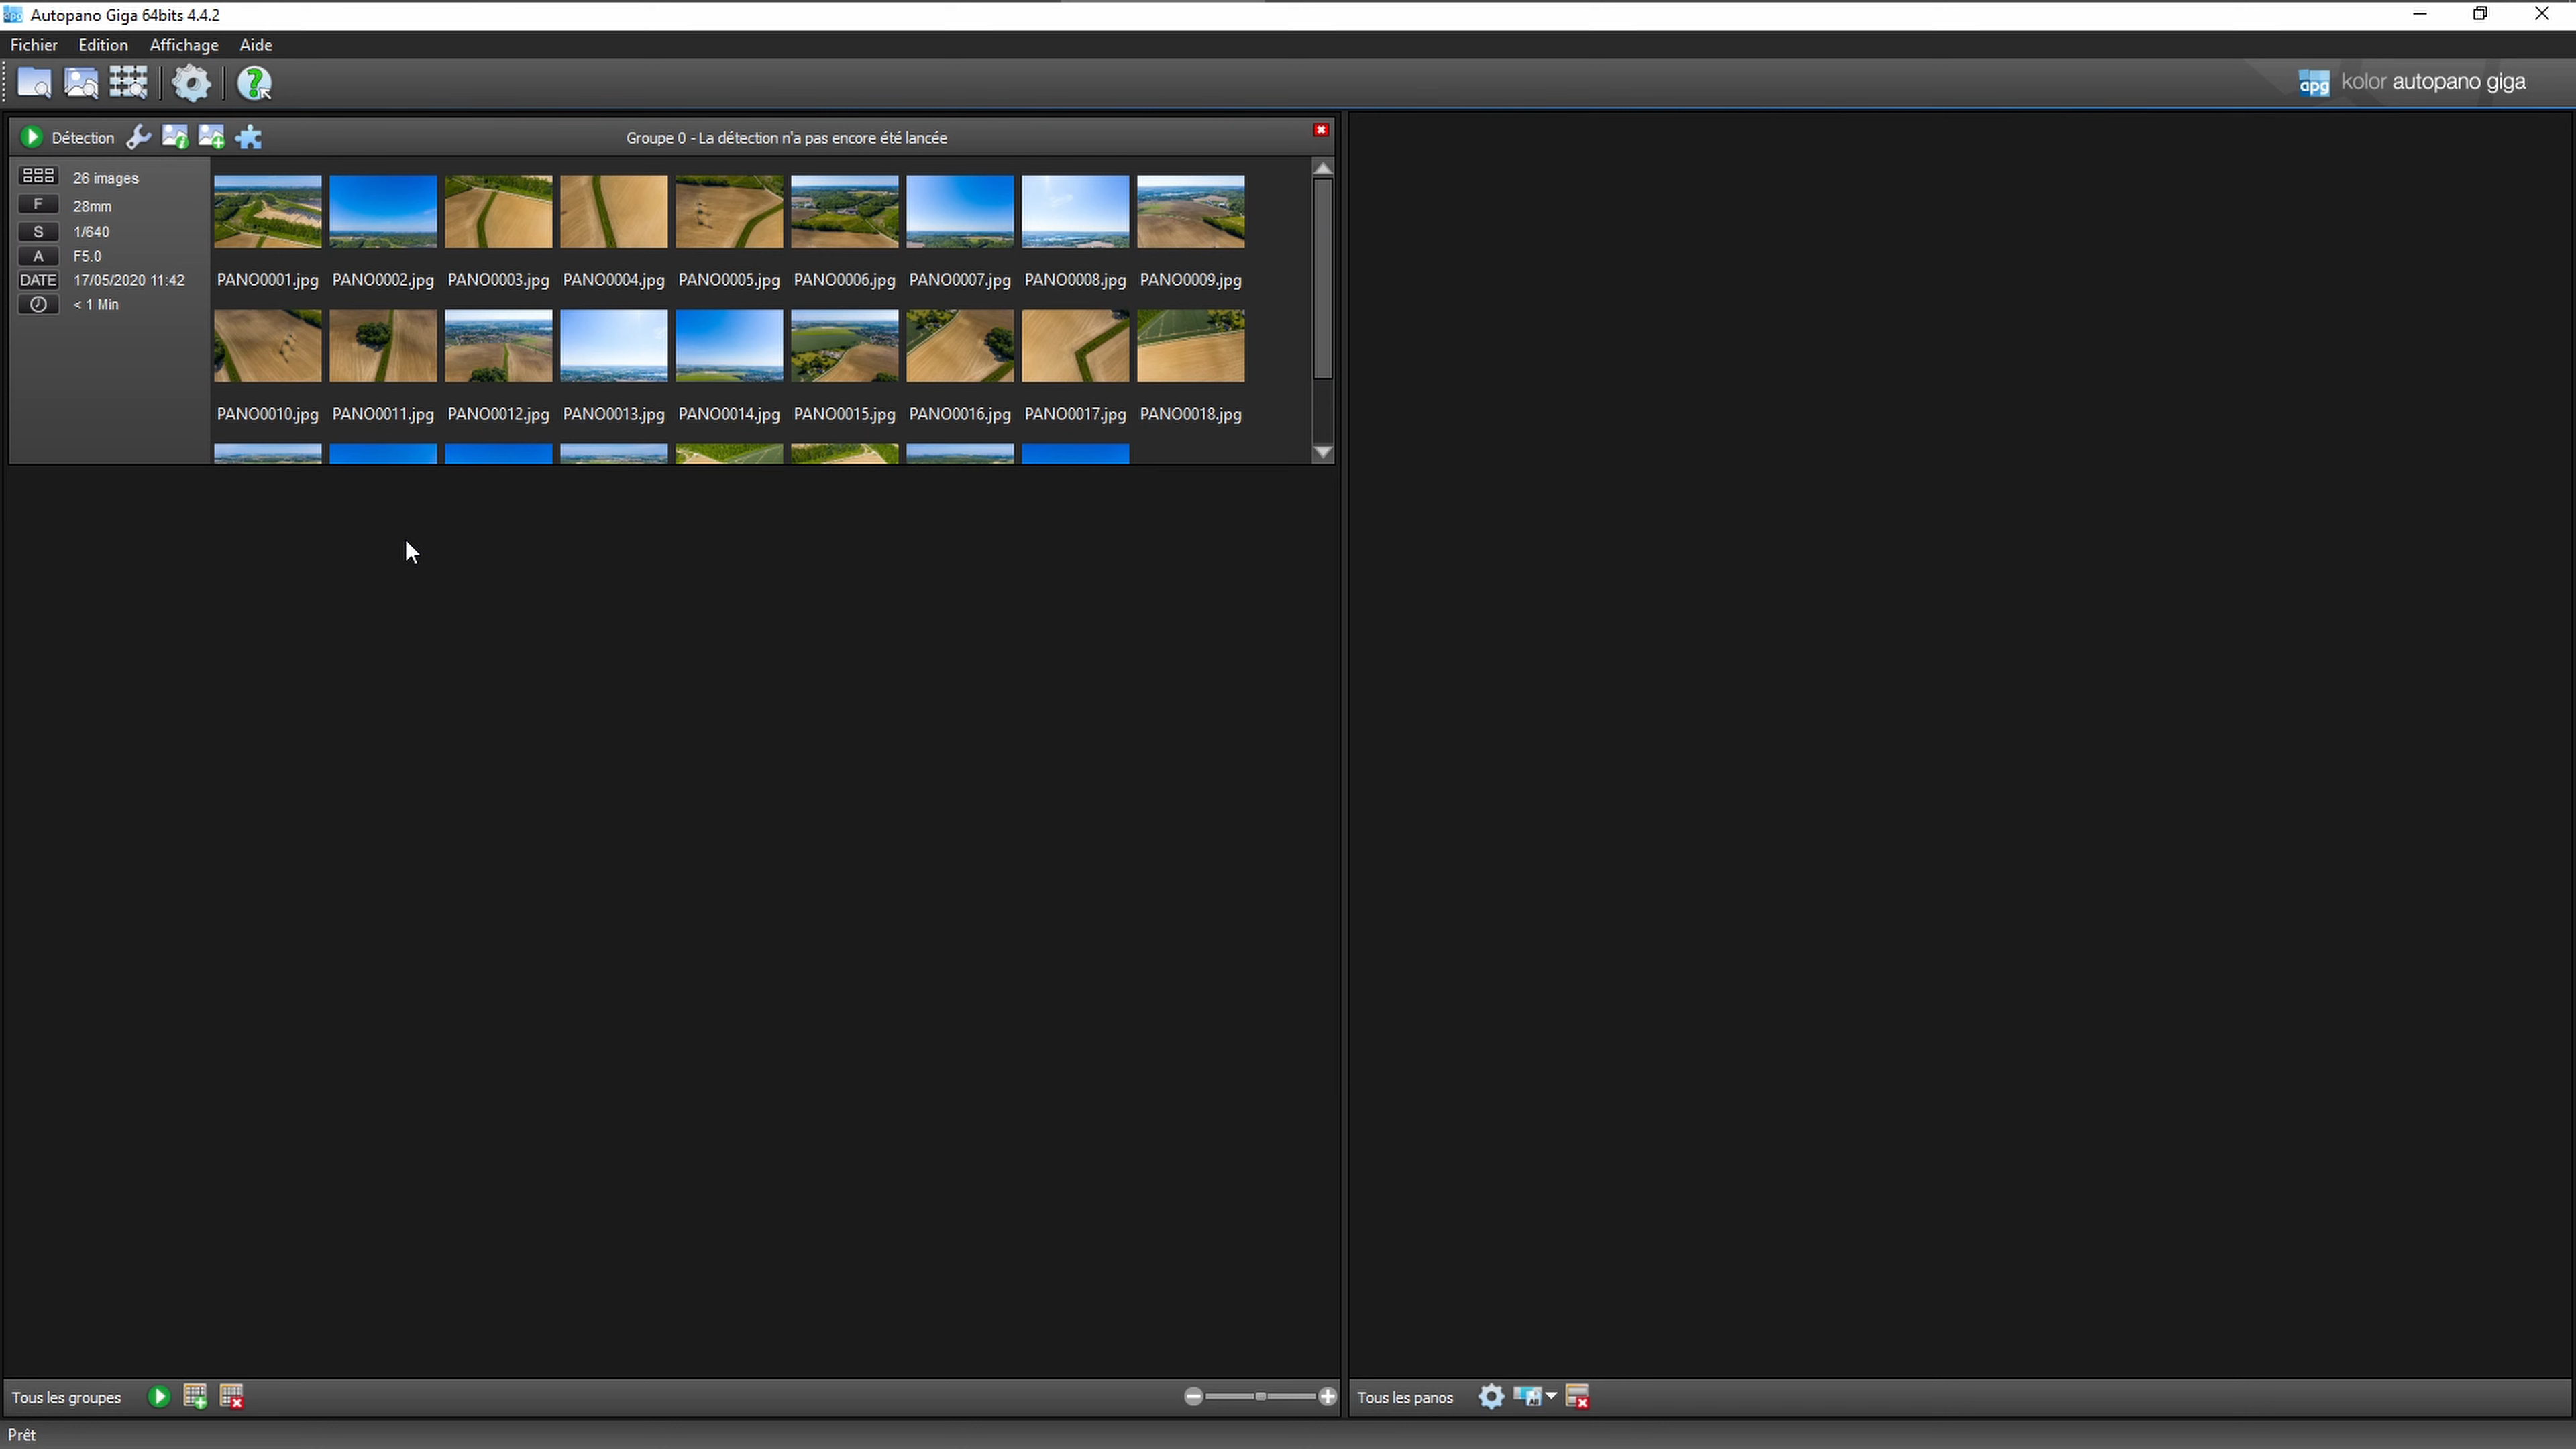 Autopano Giga 64bits 4.4.2
Fichier Edition Affichage Aide
apg kolor autopano giga
Détection Groupe 0 - La détection n'a pas encore été lancée
26 images
F 28mm
S 1/640
A F5.0
DATE 17/05/2020 11:42
< 1 Min
PANO0001.jpg PANO0002.jpg PANO0003.jpg PANO0004.jpg PANO0005.jpg PANO0006.jpg PANO0007.jpg PANO0008.jpg PANO0009.jpg
PANO0010.jpg PANO0011.jpg PANO0012.jpg PANO0013.jpg PANO0014.jpg PANO0015.jpg PANO0016.jpg PANO0017.jpg PANO0018.jpg
Tous les groupes Tous les panos
Prêt